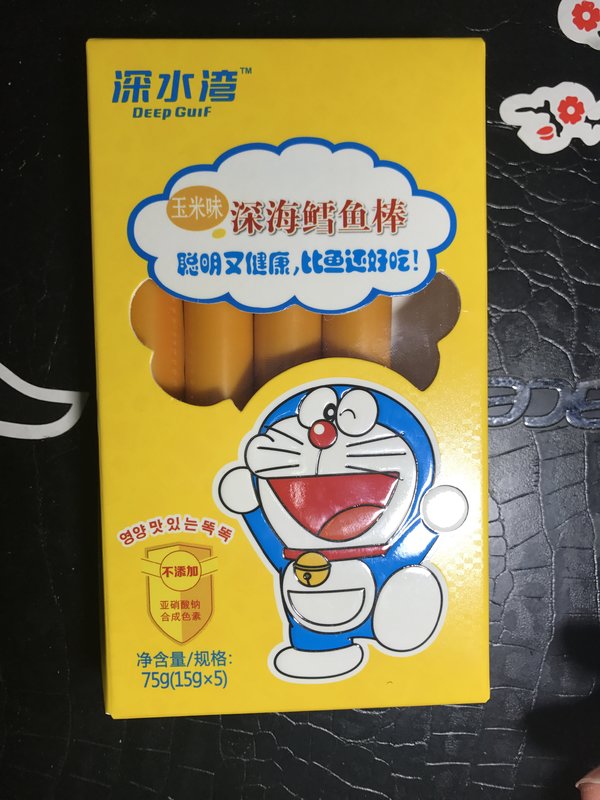 深水湾™
DEEP GUlF
玉米味
深海鳕鱼棒
聪明又健康,比鱼还好吃!
영양맛있는뚝뚝
不添加
亚硝酸钠
合成色素
净含量/规格:
75g(15g×5)